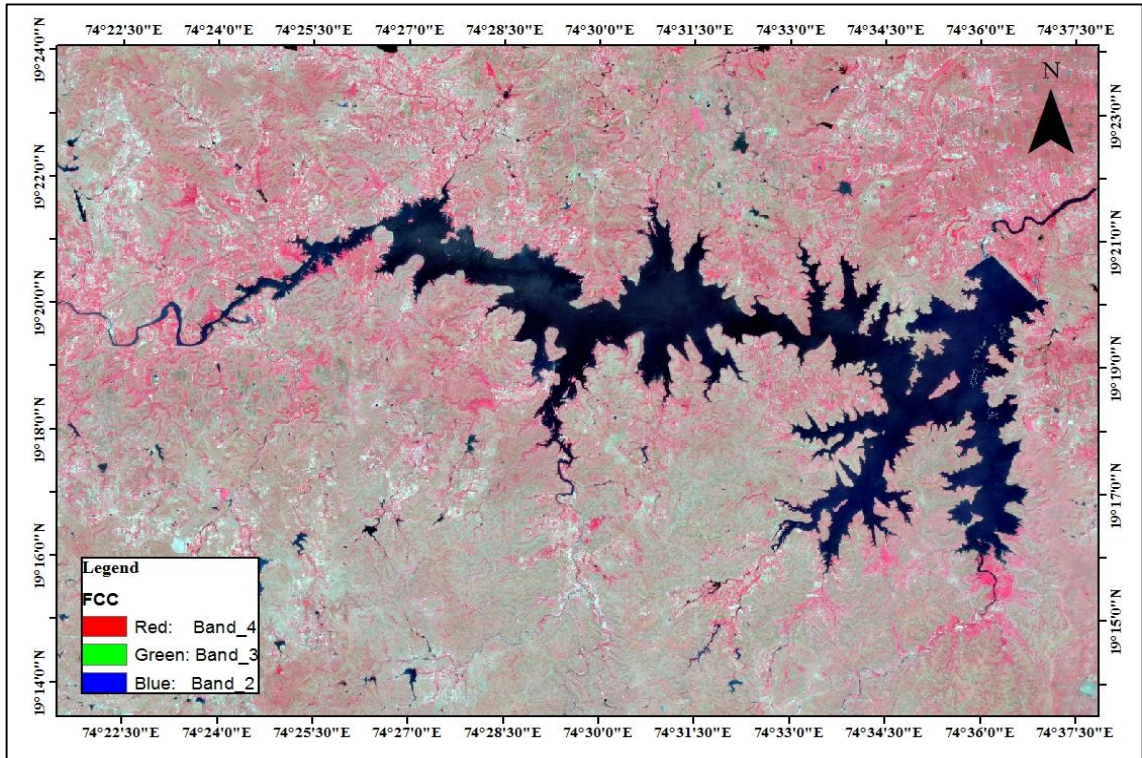 74°22'30"E 74°24'0"E 74°25'30"E 74°27'0"E 74°28'30"E 74°30'0"E 74°31'30"E 74°33'0"E 74°34'30"E 74°36'0"E 74°37'30"E
19°24'0"N
N
19°23'0"N
19°22'0"N
19°21'0"N
19°20'0"N
19°19'0"N
19°18'0"N
19°17'0"N
19°16'0"N
19°15'0"N
19°14'0"N
Legend
FCC
Red: Band_4
Green: Band_3
Blue: Band_2
74°22'30"E 74°24'0"E 74°25'30"E 74°27'0"E 74°28'30"E 74°30'0"E 74°31'30"E 74°33'0"E 74°34'30"E 74°36'0"E 74°37'30"E